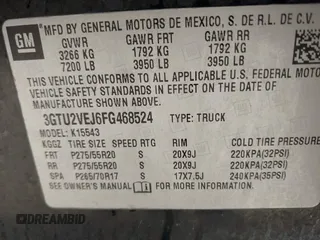 GM
MFD BY GENERAL MOTORS DE MEXICO, S. DE R.L. DE C.V.
GVWR GAWR FRT GAWR RR
3266 KG 1792 KG 1792 KG
7200 LB 3950 LB 3950 LB
THIS VEHICLE CONFORMS TO ALL APPLICABLE U.S. FEDERAL MOTOR
VEHICLE SAFETY STANDARDS IN EFFECT ON THE DATE OF
MANUFACTURE SHOWN ABOVE.
3GTU2VEJ6FG468524 TYPE: TRUCK
MODEL: K15543
KGGZ TIRE SIZE SPEED RTG RIM COLD TIRE PRESSURE
FRT P275/55R20 S 20X9J 220KPA(32PSI)
RR P275/55R20 S 20X9J 220KPA(32PSI)
SPA P265/70R17 S 17X7.5J 240KPA(35PSI)
SEE OWNER'S MANUAL FOR ADDITIONAL INFORMATION.
DREAMBID